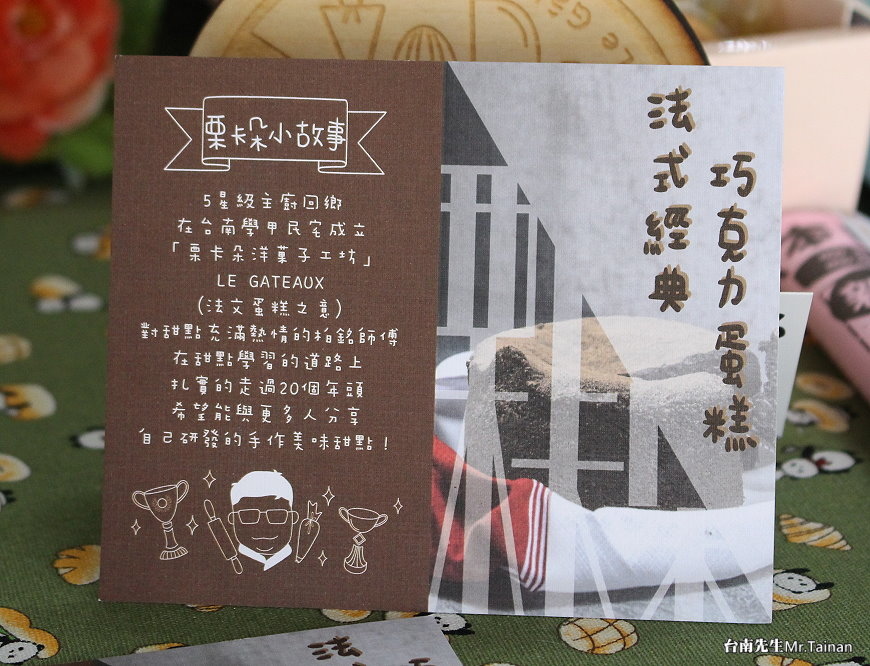 栗卡朵小故事
5星級主廚回鄉
在台南學甲民宅成立
「栗卡朵洋菓子工坊」
LE GATEAUX
(法文蛋糕之意)
對甜點充滿熱情的柏銘師傅
在甜點學習的道路上
扎實的走過20個年頭
希望能與更多人分享
自己研發的手作美味甜點!
法式經典
巧克力蛋糕
法
台南先生Mr.Tainan